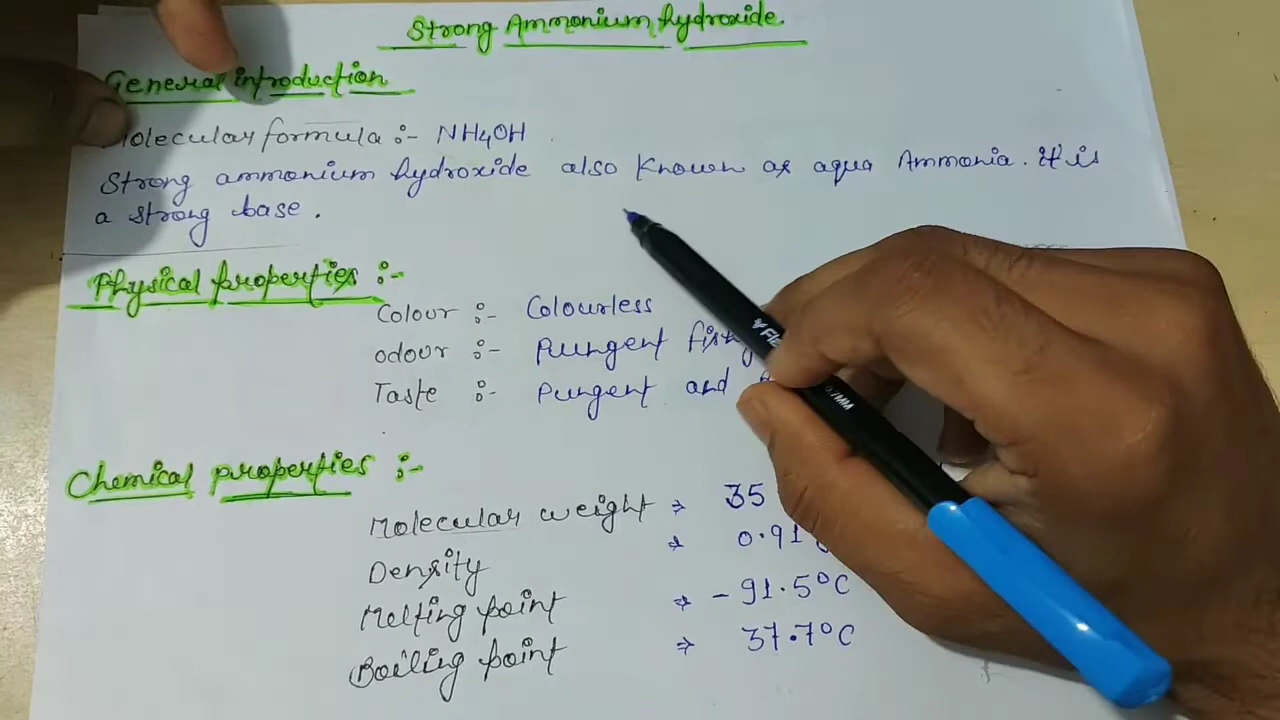 Strong Ammonium hydroxide.
General introduction
Molecular formula :- NH4OH
Strong ammonium hydroxide also known as aqua Ammonia. It is
a strong base.
Physical properties :-
Colour :- Colourless
odour :- Pungent
Taste :- Pungent and
Chemical properties :-
Molecular weight ⇒ 35
Density ⇒ 0.91
Melting point ⇒ - 91.5°C
Boiling point ⇒ 37.7°C